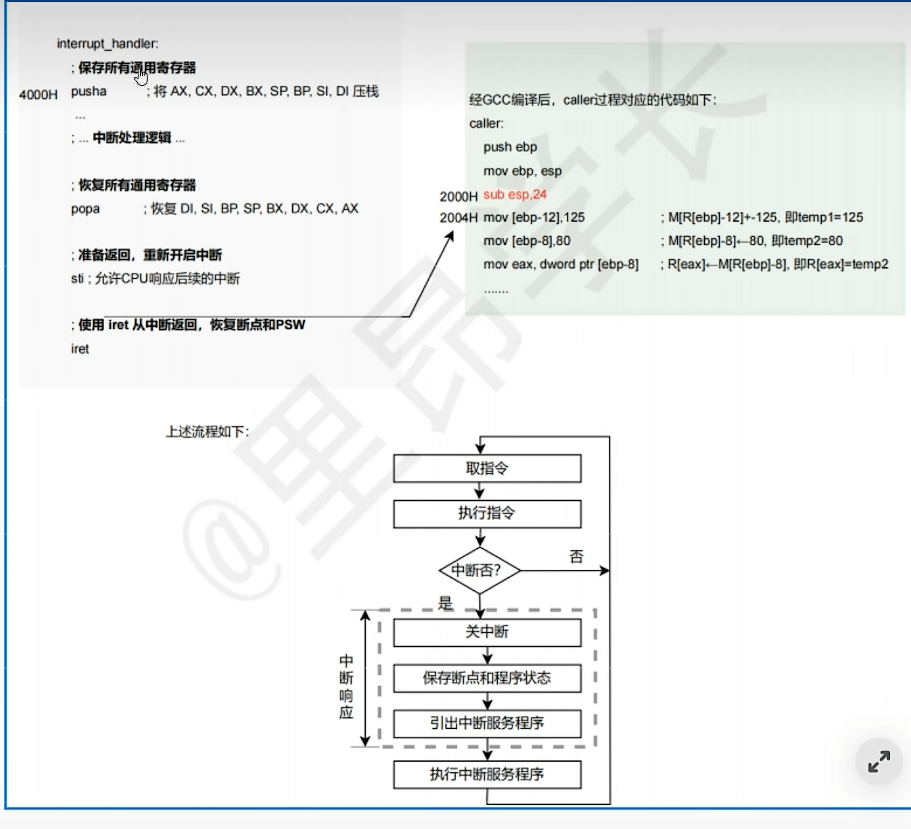 interrupt_handler:
; 保存所有通用寄存器
4000H pusha ; 将 AX, CX, DX, BX, SP, BP, SI, DI 压栈
...
; ... 中断处理逻辑 ...
; 恢复所有通用寄存器
popa ; 恢复 DI, SI, BP, SP, BX, DX, CX, AX
; 准备返回，重新开启中断
sti ; 允许CPU响应后续的中断
; 使用 iret 从中断返回，恢复断点和PSW
iret
经GCC编译后，caller过程对应的代码如下：
caller:
push ebp
mov ebp, esp
2000H sub esp,24
2004H mov [ebp-12],125 ; M[R[ebp]-12]+-125, 即temp1=125
mov [ebp-8],80 ; M[R[ebp]-8]←80, 即temp2=80
mov eax, dword ptr [ebp-8] ; R[eax]←M[R[ebp]-8], 即R[eax]=temp2
.......
上述流程如下：
取指令
执行指令
中断否?
否
是
关中断
保存断点和程序状态
引出中断服务程序
中断响应
执行中断服务程序
@里昂学长